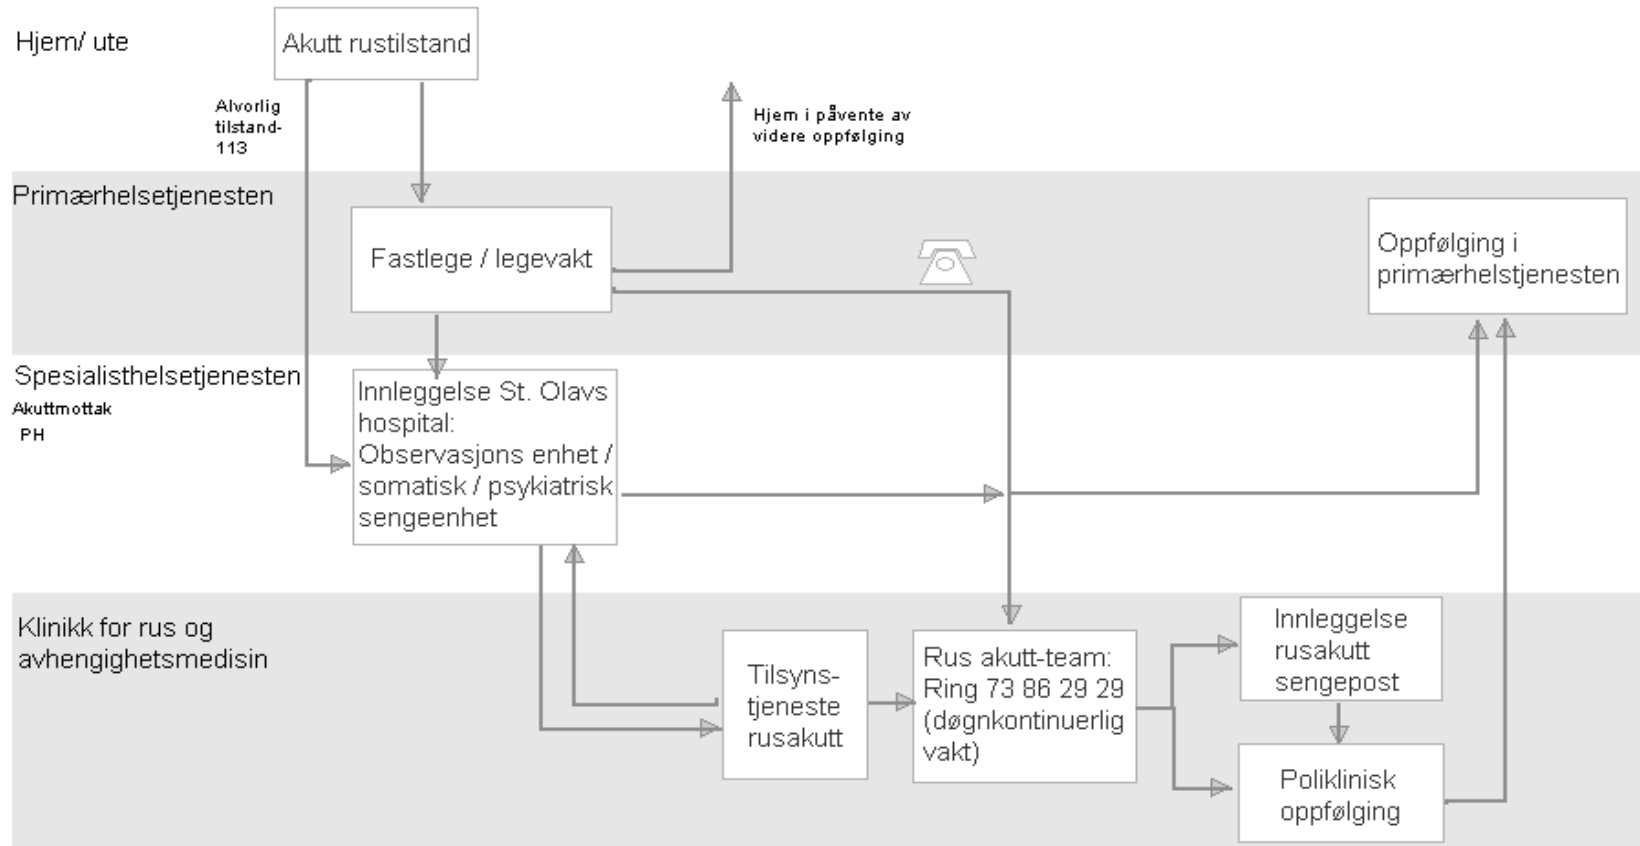 Hjem/ ute
Akutt rustilstand
Alvorlig
tilstand-
113
Hjem i påvente av
videre oppfølging
Primærhelsetjenesten
Fastlege / legevakt
Oppfølging i
primærhelstjenesten
Spesialisthelsetjenesten
Akuttmottak
PH
Innleggelse St. Olavs
hospital:
Observasjons enhet /
somatisk / psykiatrisk
sengeenhet
Klinikk for rus og
avhengighetsmedisin
Tilsyns-
tjeneste
rusakutt
Rus akutt-team:
Ring 73 86 29 29
(døgnkontinuerlig
vakt)
Innleggelse
rusakutt
sengepost
Poliklinisk
oppfølging